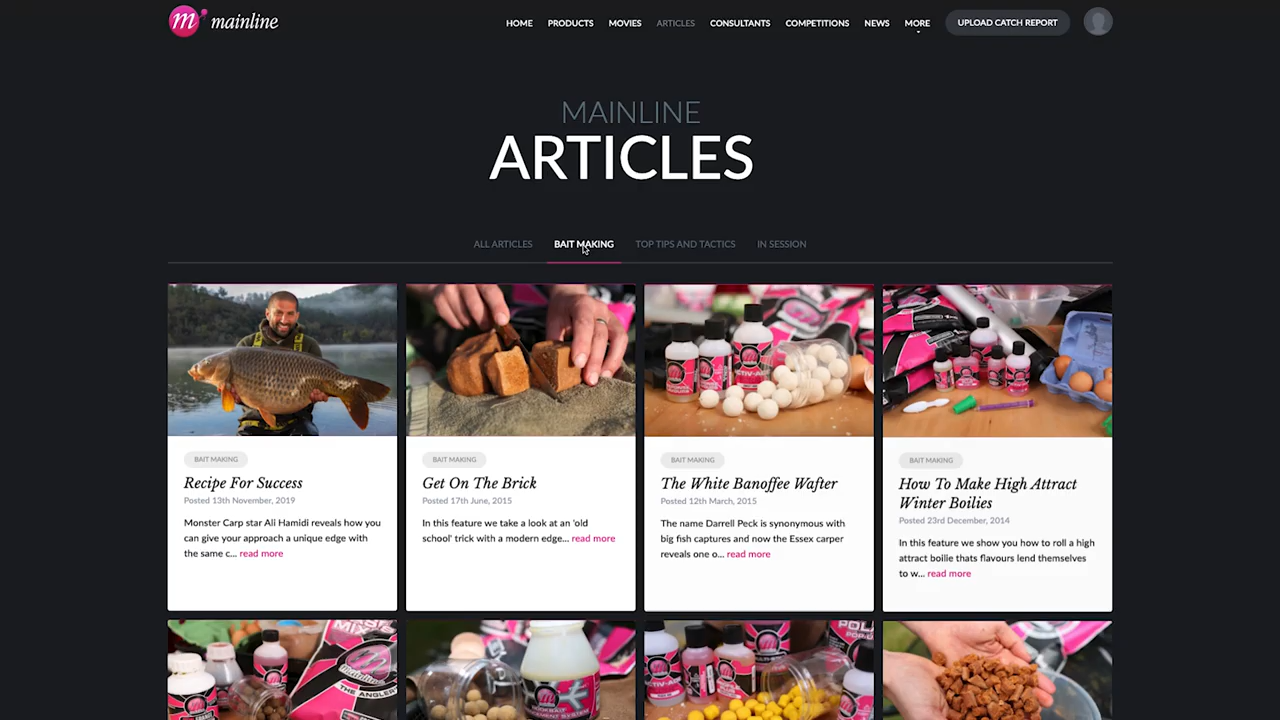 m mainline
HOME PRODUCTS MOVIES ARTICLES CONSULTANTS COMPETITIONS NEWS MORE UPLOAD CATCH REPORT
MAINLINE
ARTICLES
ALL ARTICLES BAIT MAKING TOP TIPS AND TACTICS IN SESSION
BAIT MAKING
Recipe For Success
Posted 13th November, 2019
Monster Carp star Ali Hamidi reveals how you
can give your approach a unique edge with
the same c... read more
BAIT MAKING
Get On The Brick
Posted 17th June, 2015
In this feature we take a look at an 'old
school' trick with a modern edge... read more
BAIT MAKING
The White Banoffee Wafter
Posted 12th March, 2015
The name Darrell Peck is synonymous with
big fish captures and now the Essex carper
reveals one o... read more
BAIT MAKING
How To Make High Attract
Winter Boilies
Posted 23rd December, 2014
In this feature we show you how to roll a high
attract boilie thats flavours lend themselves
to w... read more